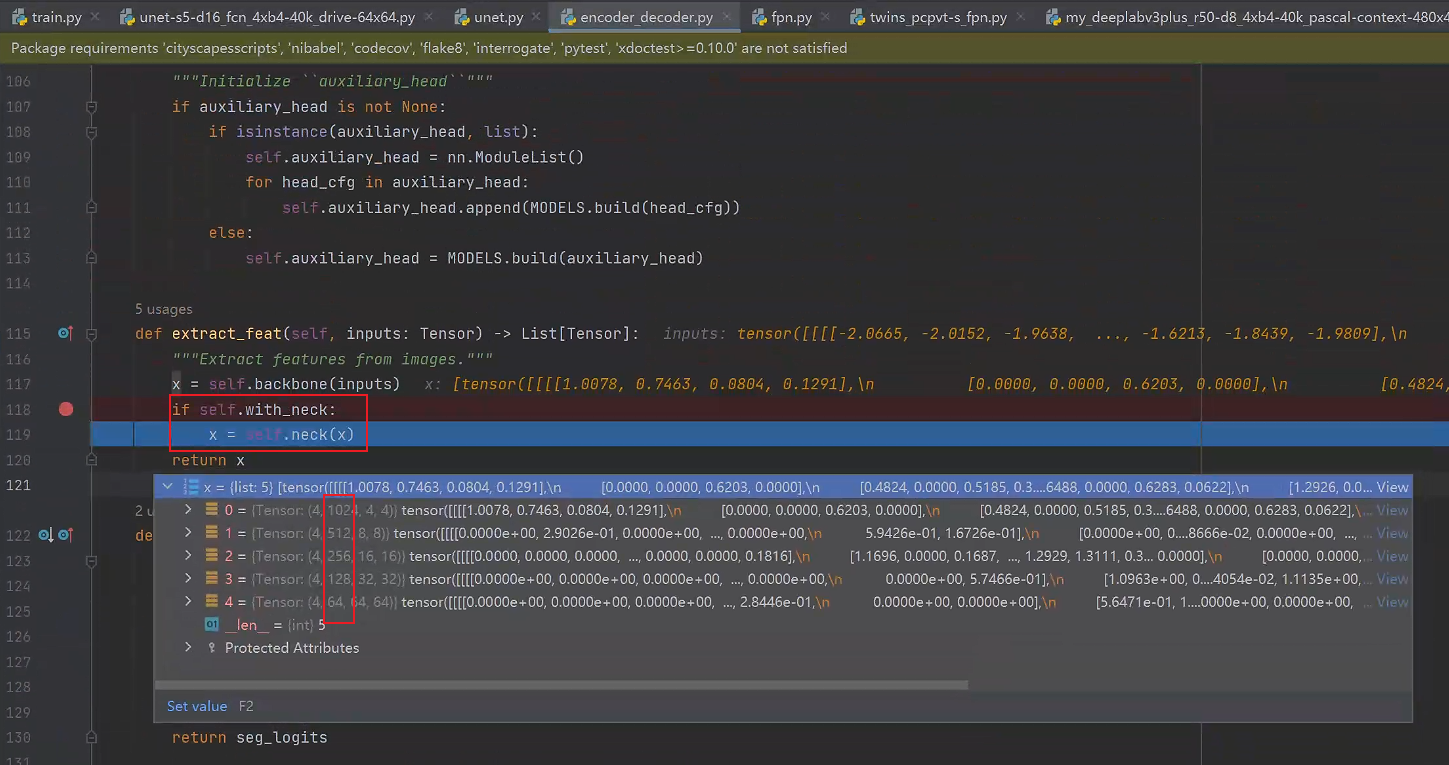 train.py × unet-s5-d16_fcn_4xb4-40k_drive-64x64.py × unet.py × encoder_decoder.py × fpn.py × twins_pcpvt-s_fpn.py × my_deeplabv3plus_r50-d8_4xb4-40k_pascal-context-480x4
Package requirements 'cityscapesscripts', 'nibabel', 'codecov', 'flake8', 'interrogate', 'pytest', 'xdoctest>=0.10.0' are not satisfied
106 """Initialize ``auxiliary_head``"""
107 if auxiliary_head is not None:
108 if isinstance(auxiliary_head, list):
109 self.auxiliary_head = nn.ModuleList()
110 for head_cfg in auxiliary_head:
111 self.auxiliary_head.append(MODELS.build(head_cfg))
112 else:
113 self.auxiliary_head = MODELS.build(auxiliary_head)
114
5 usages
115 def extract_feat(self, inputs: Tensor) -> List[Tensor]: inputs: tensor([[[[-2.0665, -2.0152, -1.9638, ..., -1.6213, -1.8439, -1.9809],\n
116 """Extract features from images."""
117 x = self.backbone(inputs) x: [tensor([[[[1.0078, 0.7463, 0.0804, 0.1291],\n [0.0000, 0.0000, 0.6203, 0.0000],\n [0.4824,
118 if self.with_neck:
119 x = self.neck(x)
120 return x
121 x = {list: 5} [tensor([[[[1.0078, 0.7463, 0.0804, 0.1291],\n [0.0000, 0.0000, 0.6203, 0.0000],\n [0.4824, 0.0000, 0.5185, 0.3....6488, 0.0000, 0.6283, 0.0622],\n [1.2926, 0.0... View
0 = {Tensor: (4, 1024, 4, 4)} tensor([[[[1.0078, 0.7463, 0.0804, 0.1291],\n [0.0000, 0.0000, 0.6203, 0.0000],\n [0.4824, 0.0000, 0.5185, 0.3....6488, 0.0000, 0.6283, 0.0622],\... View
2 u 1 = {Tensor: (4, 512, 8, 8)} tensor([[[[0.0000e+00, 2.9026e-01, 0.0000e+00, ..., 0.0000e+00,\n 5.9426e-01, 1.6726e-01],\n [0.0000e+00, 0....8666e-02, 0.0000e+00, ..., ... View
122 de 2 = {Tensor: (4, 256, 16, 16)} tensor([[[[0.0000, 0.0000, 0.0000, ..., 0.0000, 0.0000, 0.1816],\n [1.1696, 0.0000, 0.1687, ..., 1.2929, 1.3111, 0.3... 0.0000],\n [0.0000, 0.0000,... View
123 3 = {Tensor: (4, 128, 32, 32)} tensor([[[[0.0000e+00, 0.0000e+00, 0.0000e+00, ..., 0.0000e+00,\n 0.0000e+00, 5.7466e-01],\n [1.0963e+00, 0....4054e-02, 1.1135e+00,... View
124 4 = {Tensor: (4, 64, 64, 64)} tensor([[[[0.0000e+00, 0.0000e+00, 0.0000e+00, ..., 2.8446e-01,\n 0.0000e+00, 0.0000e+00],\n [5.6471e-01, 1....0000e+00, 0.0000e+00, ... View
125 __len__ = {int} 5
126 Protected Attributes
127
128
129 Set value F2
130 return seg_logits
131